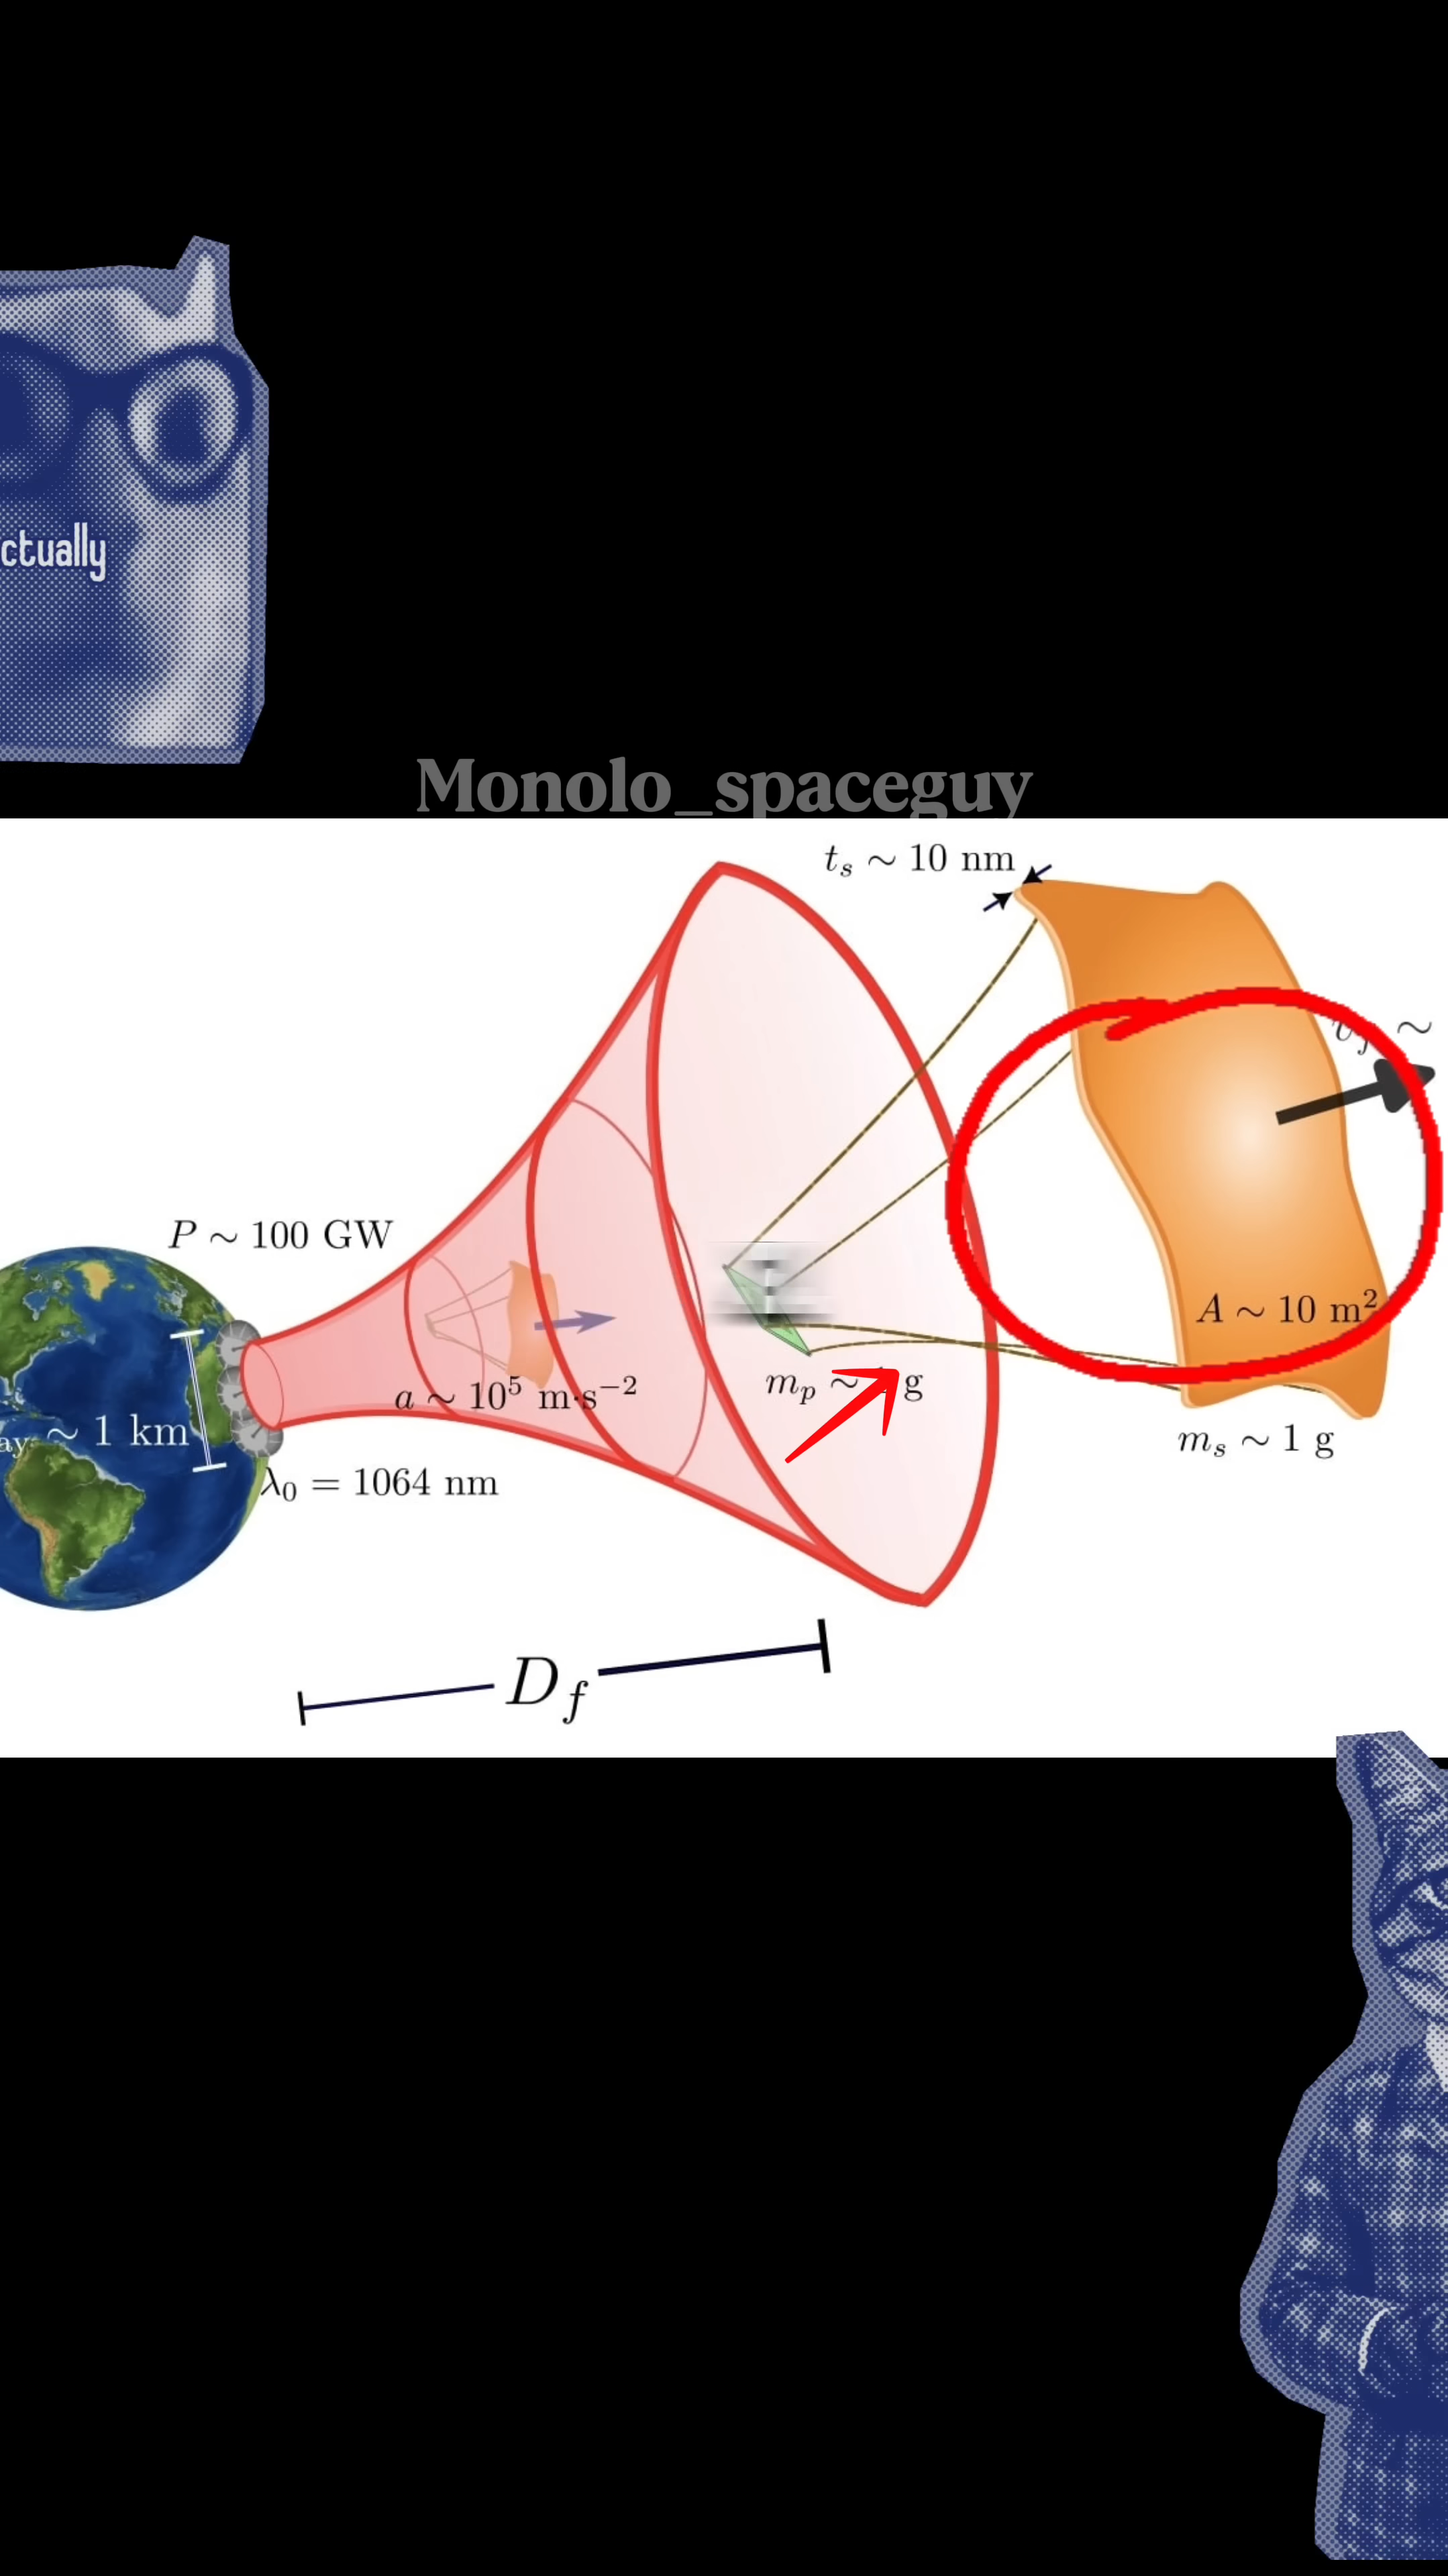 ctually
Monolo_spaceguy
t_s ∼ 10 nm
∼
P ∼ 100 GW
A ∼ 10 m²
a ∼ 10⁵ m·s⁻²
m_p ∼ g
ay ∼ 1 km
m_s ∼ 1 g
λ₀ = 1064 nm
D_f